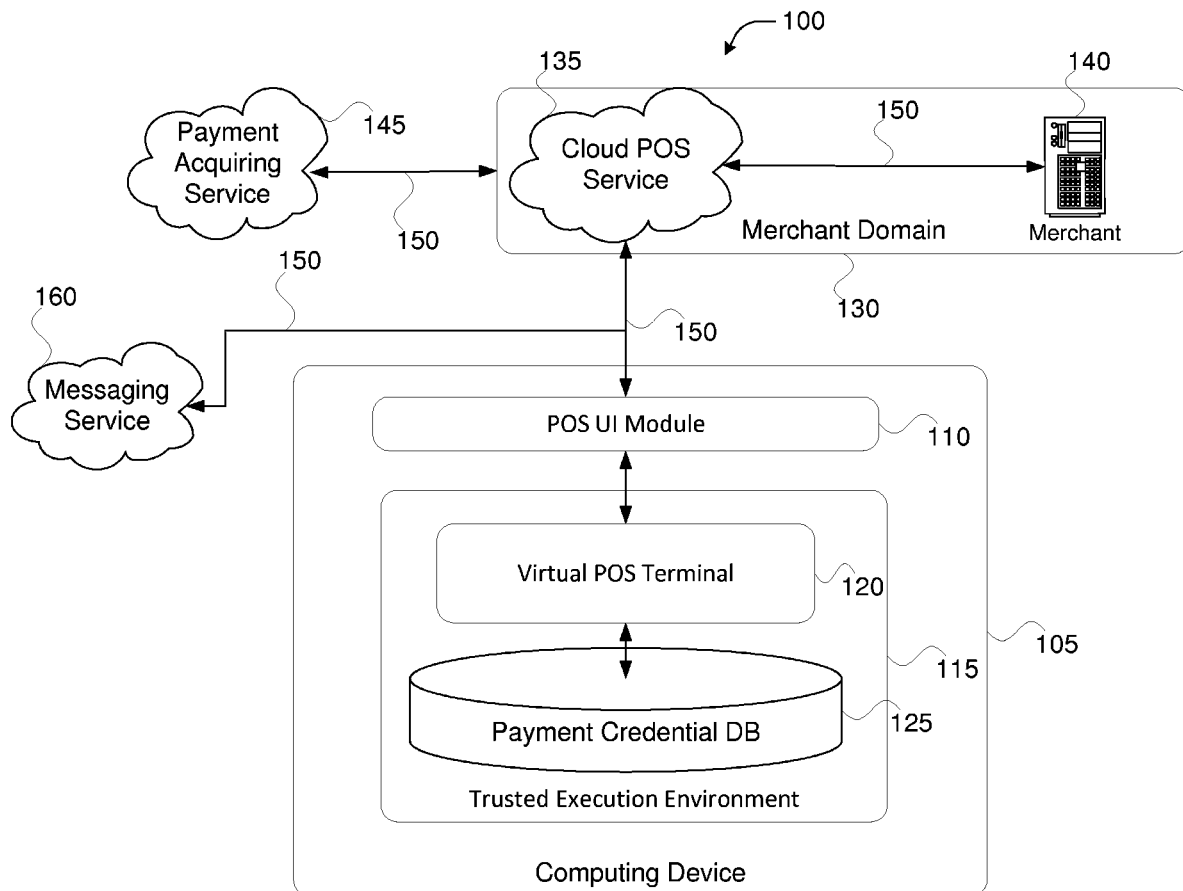 100
135
140
Payment
Acquiring
Service
145
Cloud POS
Service
150
150
Merchant Domain
Merchant
130
150
160
150
Messaging
Service
POS UI Module
110
Virtual POS Terminal
120
105
115
125
Payment Credential DB
Trusted Execution Environment
Computing Device